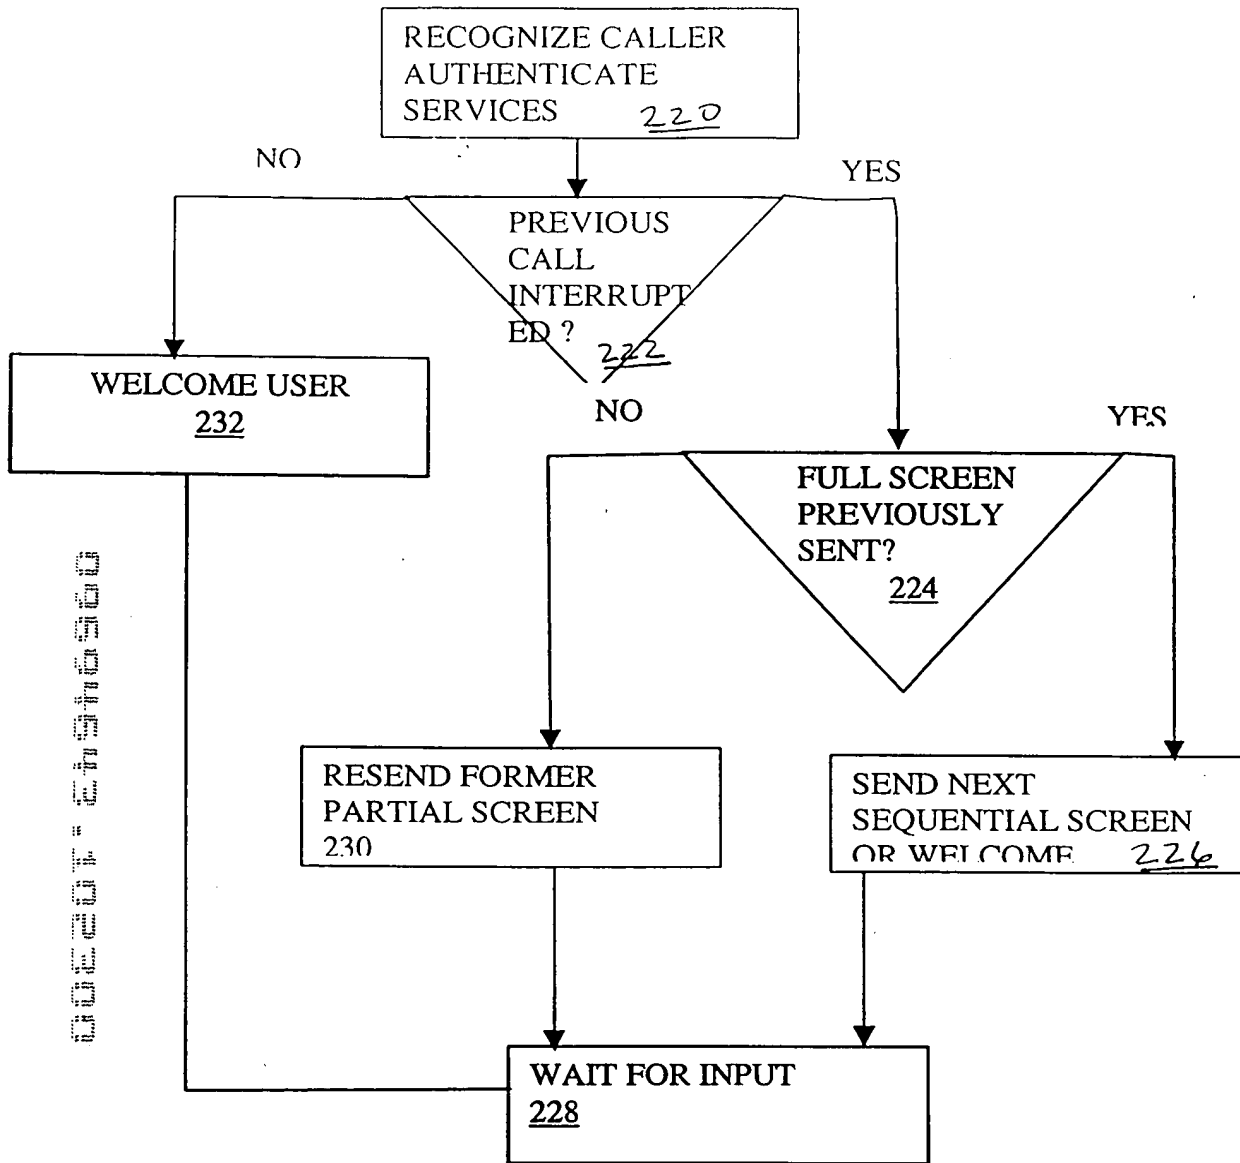 RECOGNIZE CALLER
AUTHENTICATE
SERVICES 220
NO
YES
PREVIOUS
CALL
INTERRUPT
ED ?
222
WELCOME USER
232
NO
YES
FULL SCREEN
PREVIOUSLY
SENT?
224
RESEND FORMER
PARTIAL SCREEN
230
SEND NEXT
SEQUENTIAL SCREEN
OR WELCOME 226
WAIT FOR INPUT
228